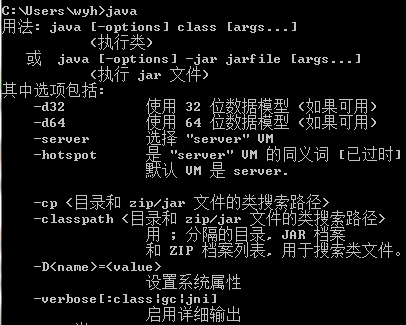 C:\Users\wyh>java
用法: java [-options] class [args...]
(执行类)
或 java [-options] -jar jarfile [args...]
(执行 jar 文件)
其中选项包括:
-d32 使用 32 位数据模型 (如果可用)
-d64 使用 64 位数据模型 (如果可用)
-server 选择 "server" VM
-hotspot 是 "server" VM 的同义词 [已过时]
默认 VM 是 server.
-cp <目录和 zip/jar 文件的类搜索路径>
-classpath <目录和 zip/jar 文件的类搜索路径>
用 ; 分隔的目录, JAR 档案
和 ZIP 档案列表, 用于搜索类文件。
-D<name>=<value>
设置系统属性
-verbose[:class|gc|jni]
启用详细输出